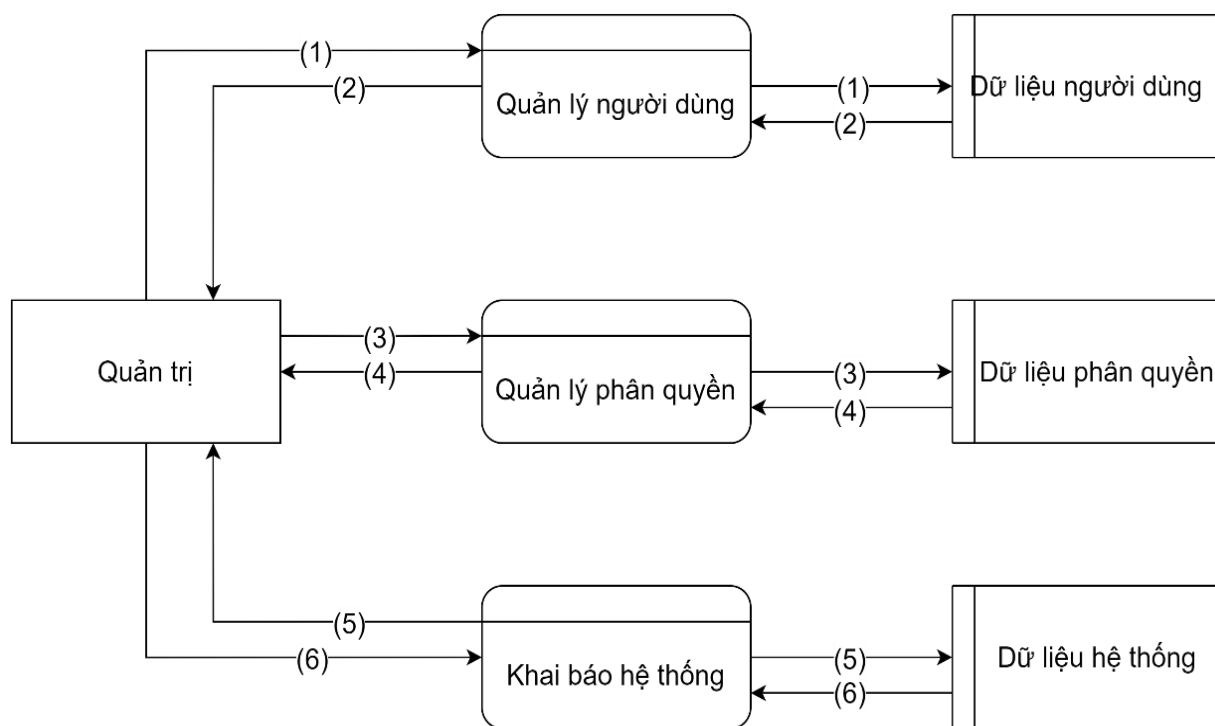 (1)
(2)
Quản lý người dùng
(1)
(2)
Dữ liệu người dùng
Quản trị
(3)
(4)
Quản lý phân quyền
(3)
(4)
Dữ liệu phân quyền
(5)
(6)
Khai báo hệ thống
(5)
(6)
Dữ liệu hệ thống